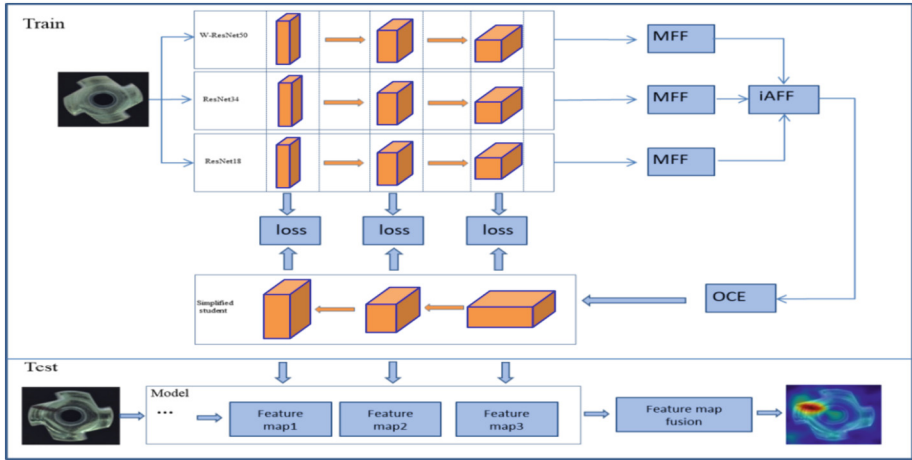 Train
W-ResNet50
MFF
ResNet34
MFF
iAFF
ResNet18
MFF
loss
loss
loss
Simplified
student
OCE
Test
Model
...
Feature
map1
Feature
map2
Feature
map3
Feature map
fusion